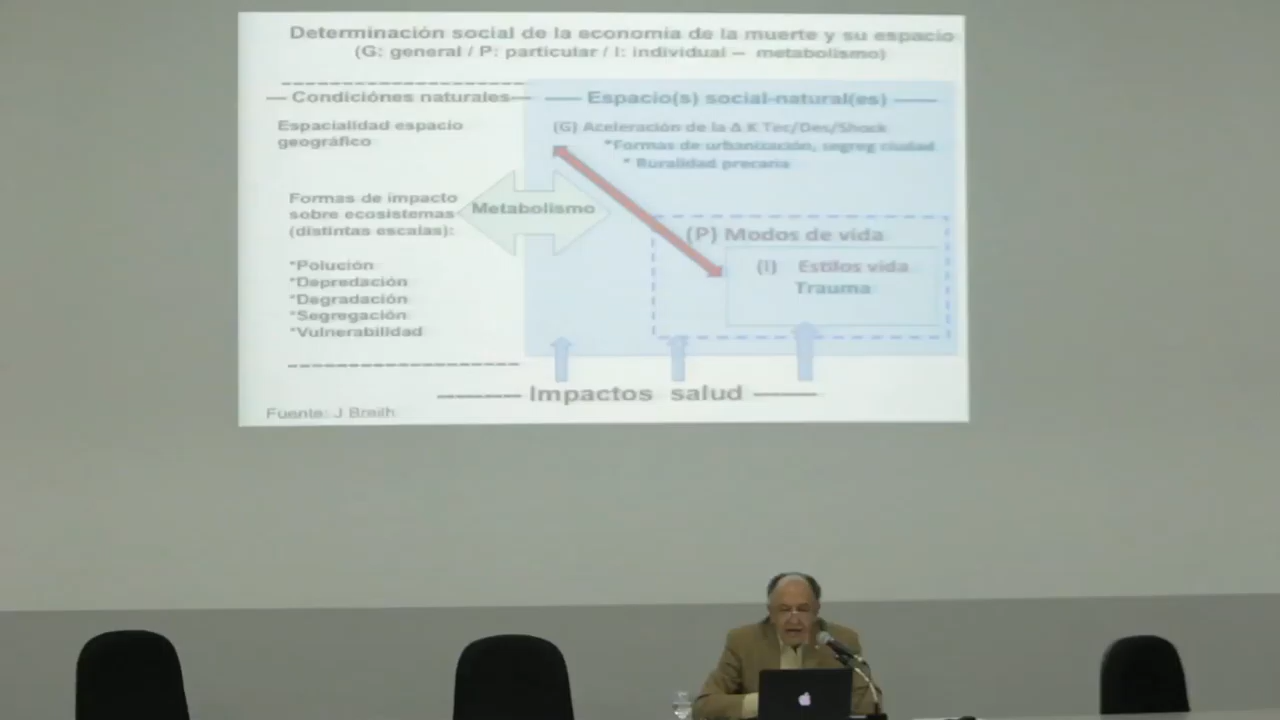 Determinación social de la economia de la muerte y su espacio
(G: general / P: particular / I: individual – metabolismo)
Condiciónes naturales
Espacio(s) social-natural(es)
Espacialidad espacio
geográfico
(G) Aceleración de la Δ K Tec/Des/Shock
*Formas de urbanización, segreg ciudad
* Ruralidad precaria
Formas de impacto
sobre ecosistemas
(distintas escalas):
Metabolismo
(P) Modos de vida
(I) Estilos vida
Trauma
*Polución
*Depredación
*Degradación
*Segregación
*Vulnerabilidad
Impactos salud
Fuente: J Breilh